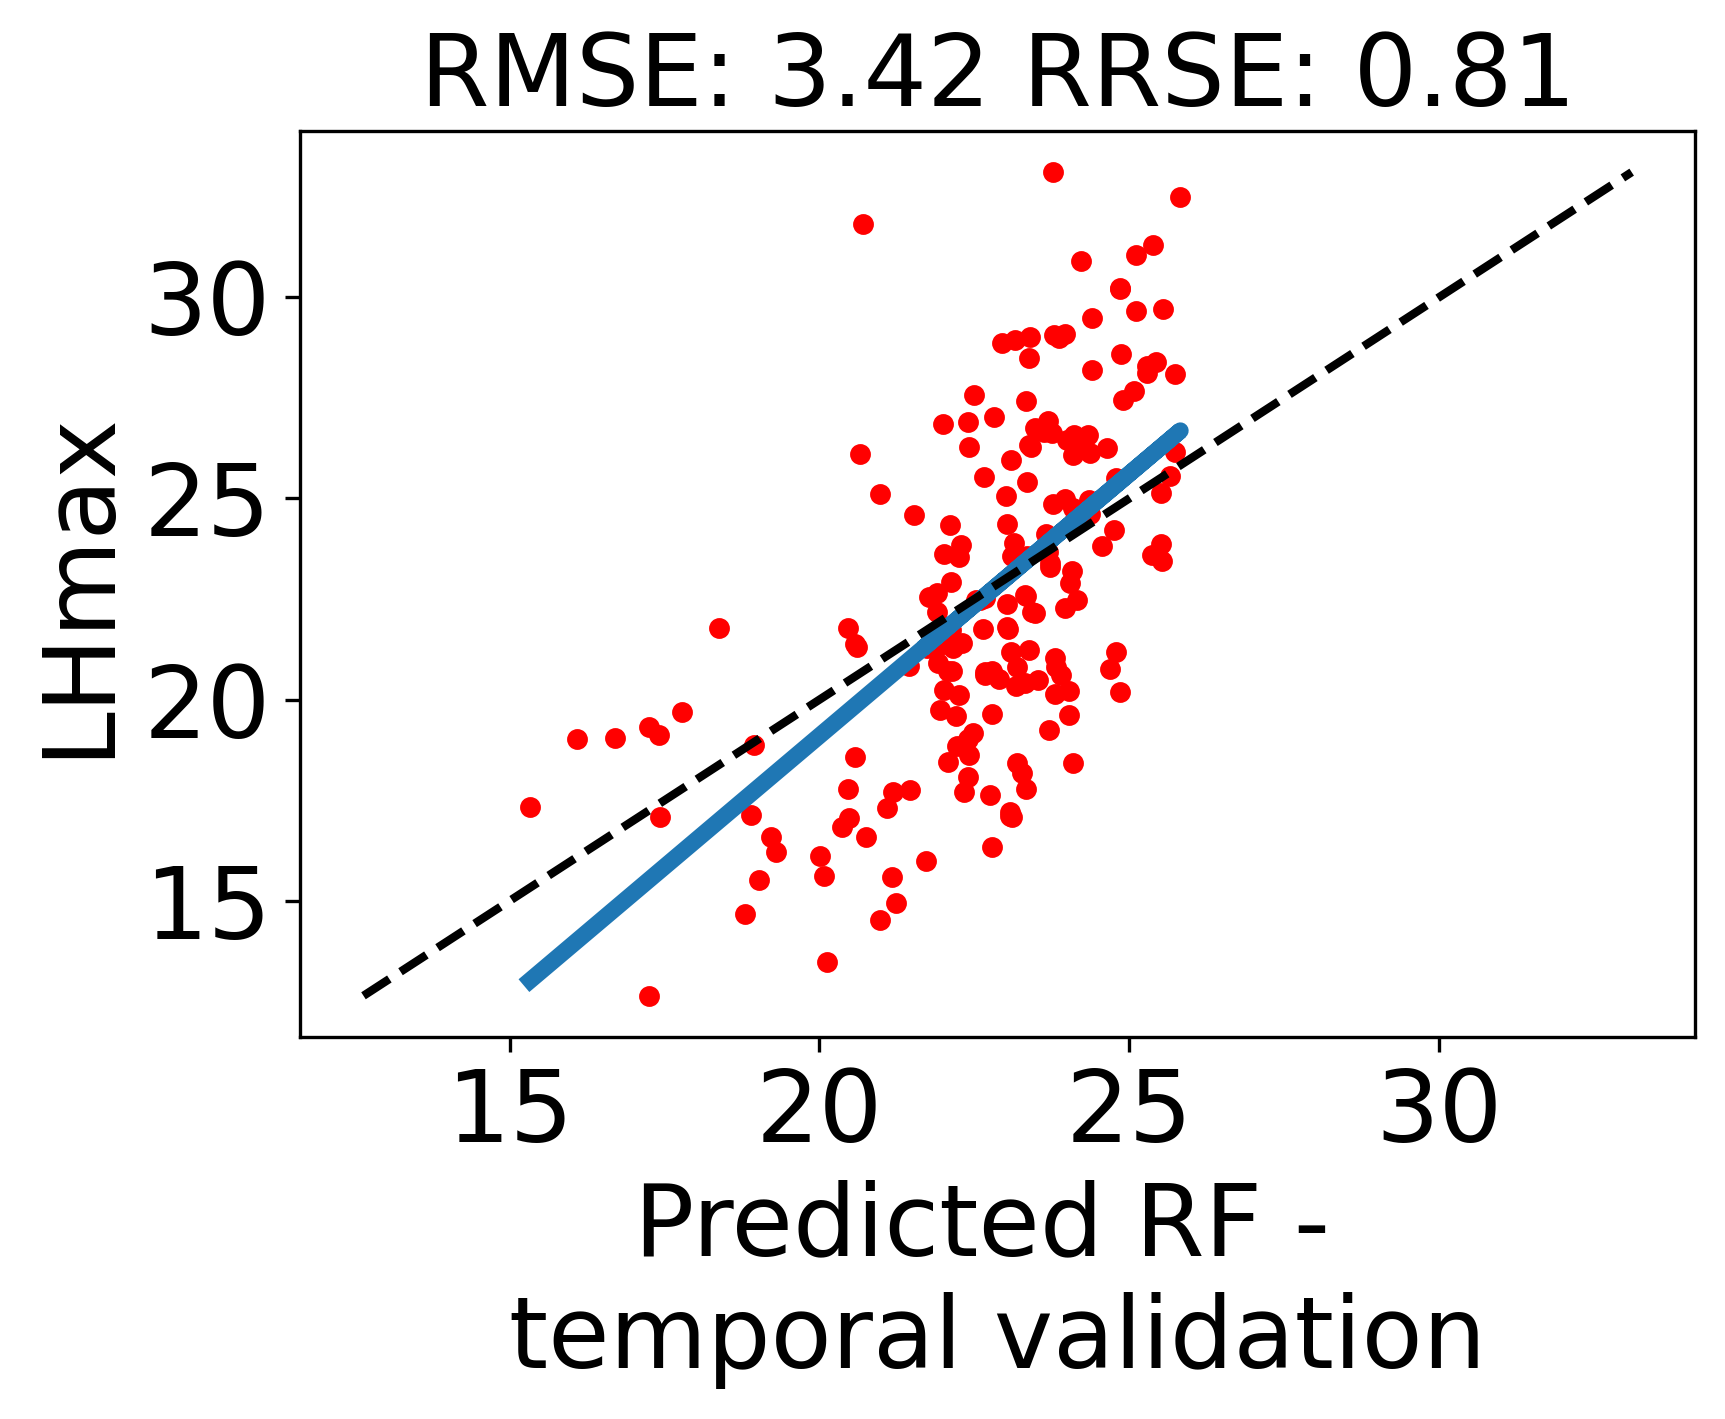 RMSE: 3.42 RRSE: 0.81
LHmax
30
25
20
15
15 20 25 30
Predicted RF -
temporal validation